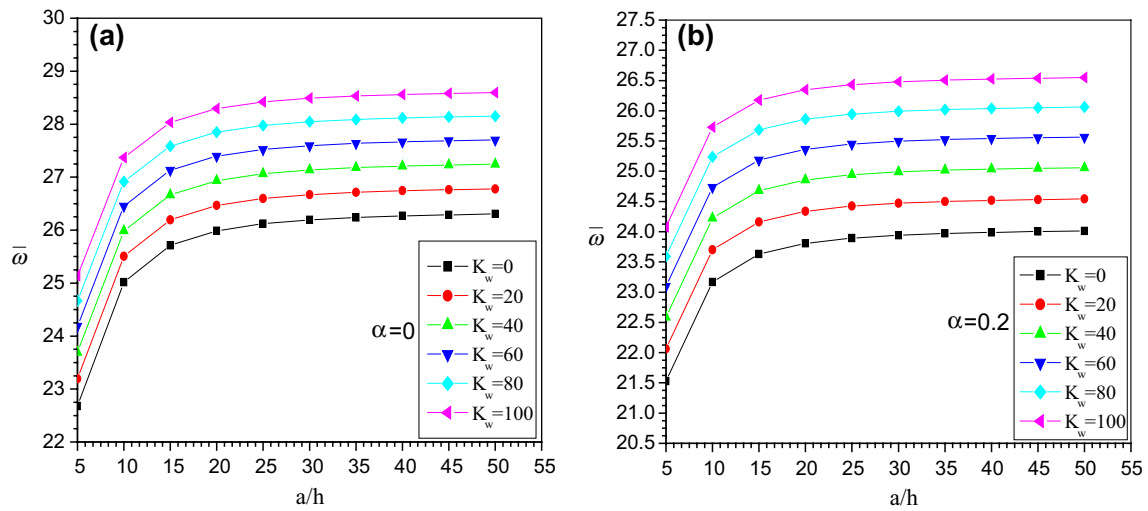 (a)
30
29
28
27
26
25
24
23
22
ω̅
5 10 15 20 25 30 35 40 45 50 55
a/h
α=0
K_w=0
K_w=20
K_w=40
K_w=60
K_w=80
K_w=100
(b)
27.5
27.0
26.5
26.0
25.5
25.0
24.5
24.0
23.5
23.0
22.5
22.0
21.5
21.0
20.5
ω̅
5 10 15 20 25 30 35 40 45 50 55
a/h
α=0.2
K_w=0
K_w=20
K_w=40
K_w=60
K_w=80
K_w=100